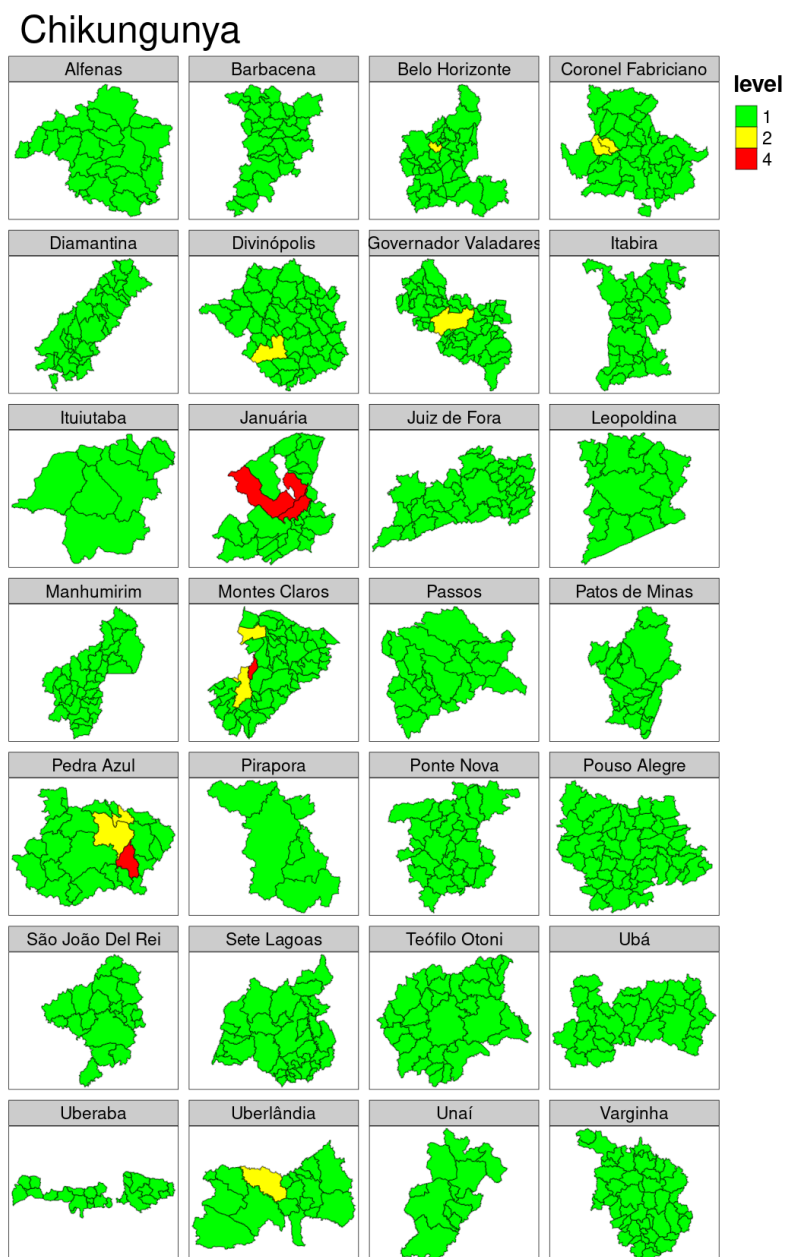 Chikungunya
Alfenas
Barbacena
Belo Horizonte
Coronel Fabriciano
level
1
2
4
Diamantina
Divinópolis
Governador Valadares
Itabira
Ituiutaba
Januária
Juiz de Fora
Leopoldina
Manhumirim
Montes Claros
Passos
Patos de Minas
Pedra Azul
Pirapora
Ponte Nova
Pouso Alegre
São João Del Rei
Sete Lagoas
Teófilo Otoni
Ubá
Uberaba
Uberlândia
Unaí
Varginha